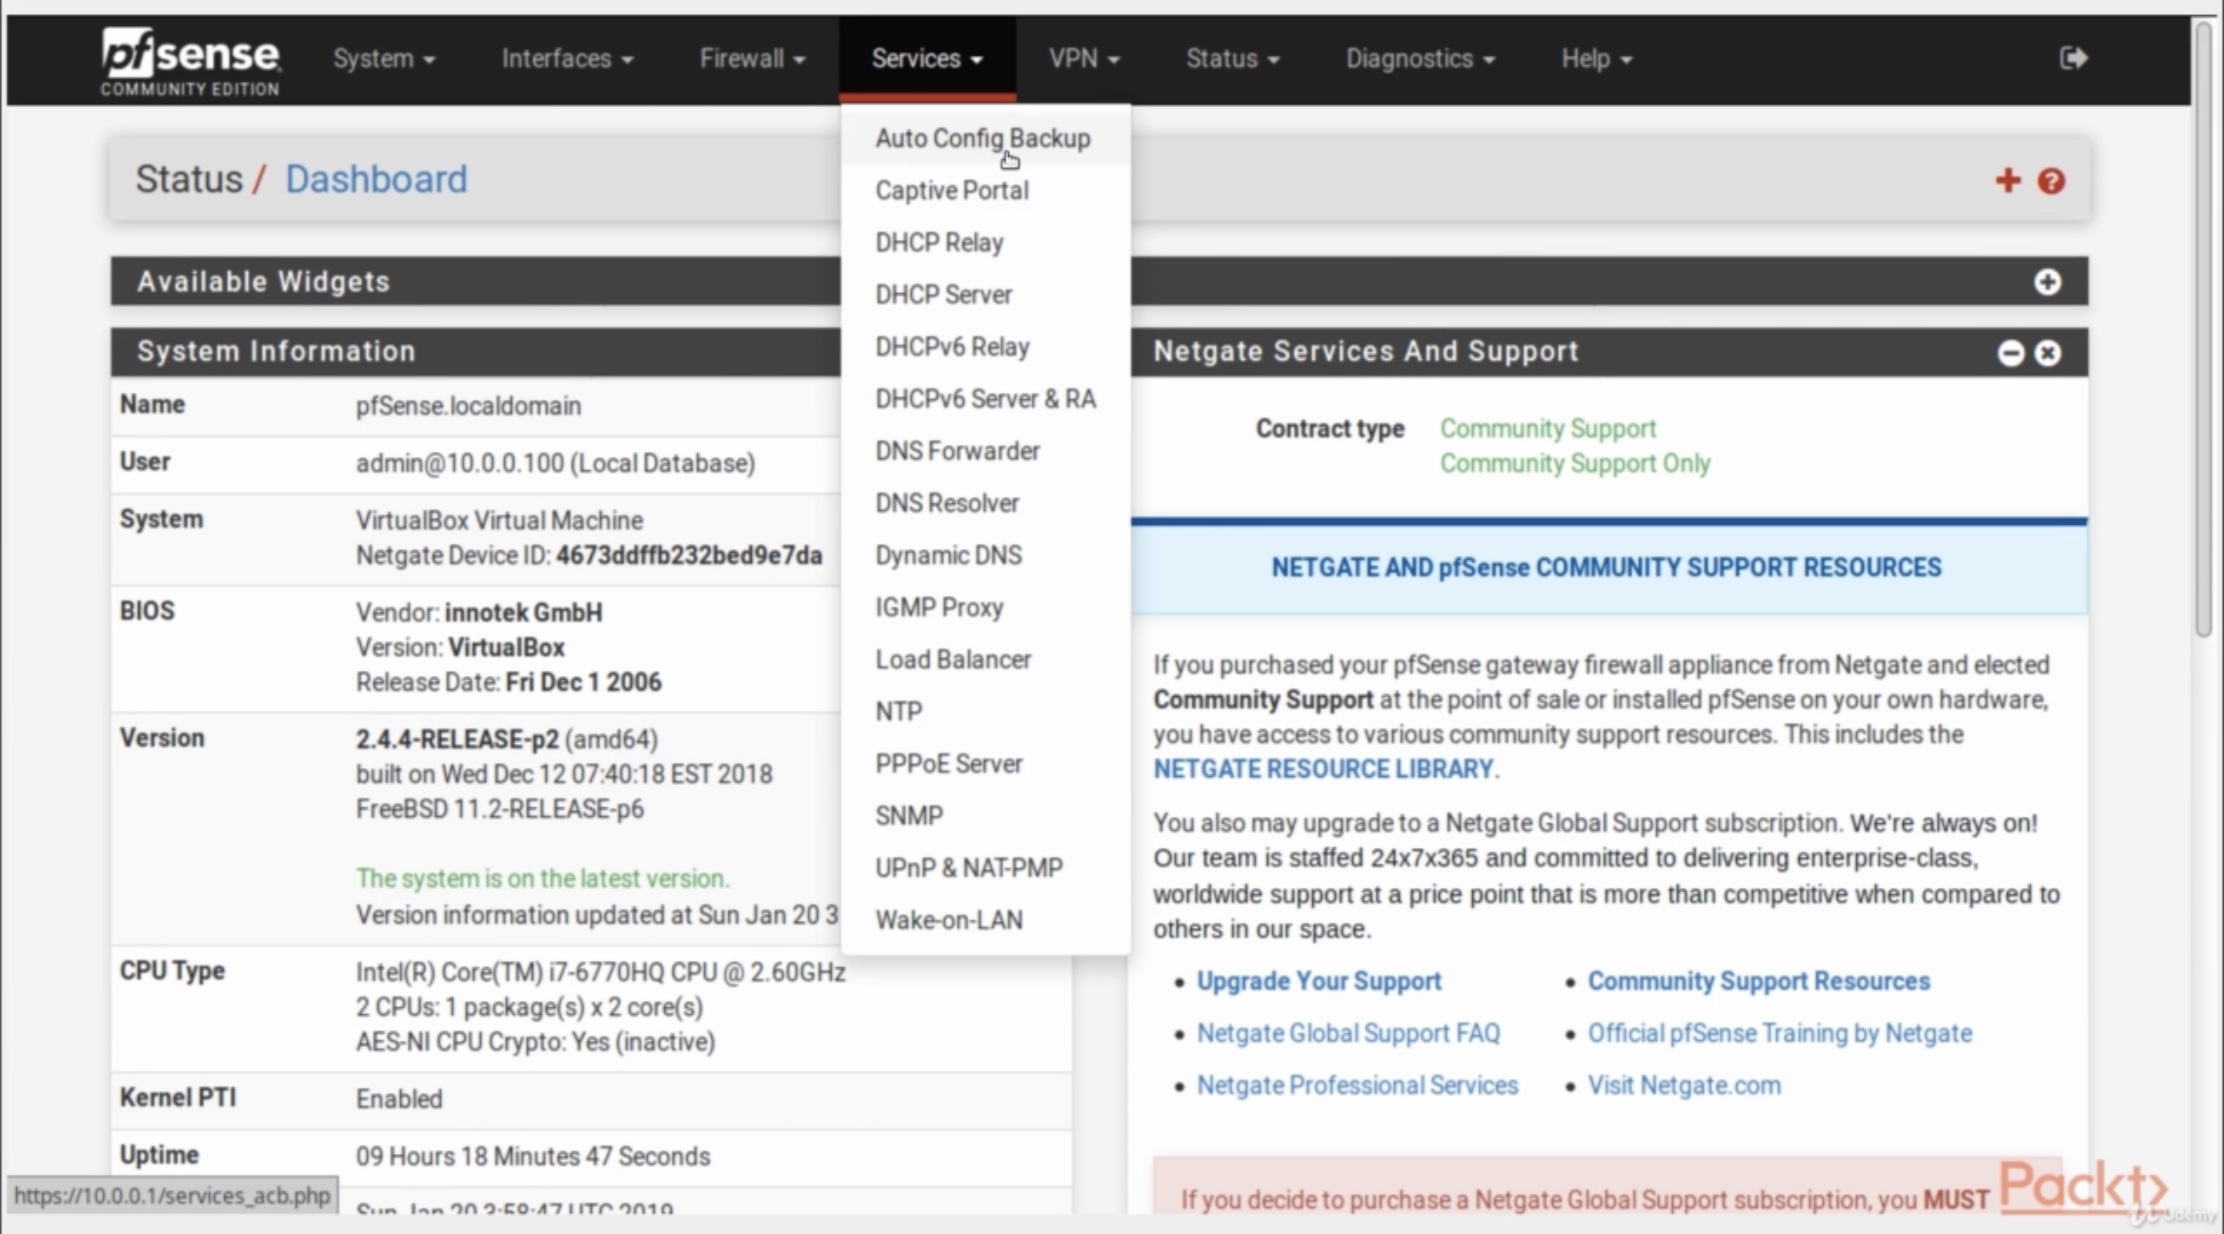 pfsense
COMMUNITY EDITION
System
Interfaces
Firewall
Services
VPN
Status
Diagnostics
Help
Auto Config Backup
Captive Portal
DHCP Relay
DHCP Server
DHCPv6 Relay
DHCPv6 Server & RA
DNS Forwarder
DNS Resolver
Dynamic DNS
IGMP Proxy
Load Balancer
NTP
PPPoE Server
SNMP
UPnP & NAT-PMP
Wake-on-LAN
Status / Dashboard
Available Widgets
System Information
Name pfSense.localdomain
User admin@10.0.0.100 (Local Database)
System VirtualBox Virtual Machine
Netgate Device ID: 4673ddffb232bed9e7da
BIOS Vendor: innotek GmbH
Version: VirtualBox
Release Date: Fri Dec 1 2006
Version 2.4.4-RELEASE-p2 (amd64)
built on Wed Dec 12 07:40:18 EST 2018
FreeBSD 11.2-RELEASE-p6
The system is on the latest version.
Version information updated at Sun Jan 20 3
CPU Type Intel(R) Core(TM) i7-6770HQ CPU @ 2.60GHz
2 CPUs: 1 package(s) x 2 core(s)
AES-NI CPU Crypto: Yes (inactive)
Kernel PTI Enabled
Uptime 09 Hours 18 Minutes 47 Seconds
Sun Jan 20 3:58:47 UTC 2019
https://10.0.0.1/services_acb.php
Netgate Services And Support
Contract type Community Support
Community Support Only
NETGATE AND pfSense COMMUNITY SUPPORT RESOURCES
If you purchased your pfSense gateway firewall appliance from Netgate and elected
Community Support at the point of sale or installed pfSense on your own hardware,
you have access to various community support resources. This includes the
NETGATE RESOURCE LIBRARY.
You also may upgrade to a Netgate Global Support subscription. We're always on!
Our team is staffed 24x7x365 and committed to delivering enterprise-class,
worldwide support at a price point that is more than competitive when compared to
others in our space.
Upgrade Your Support
Community Support Resources
Netgate Global Support FAQ
Official pfSense Training by Netgate
Netgate Professional Services
Visit Netgate.com
If you decide to purchase a Netgate Global Support subscription, you MUST
Packt
Udemy